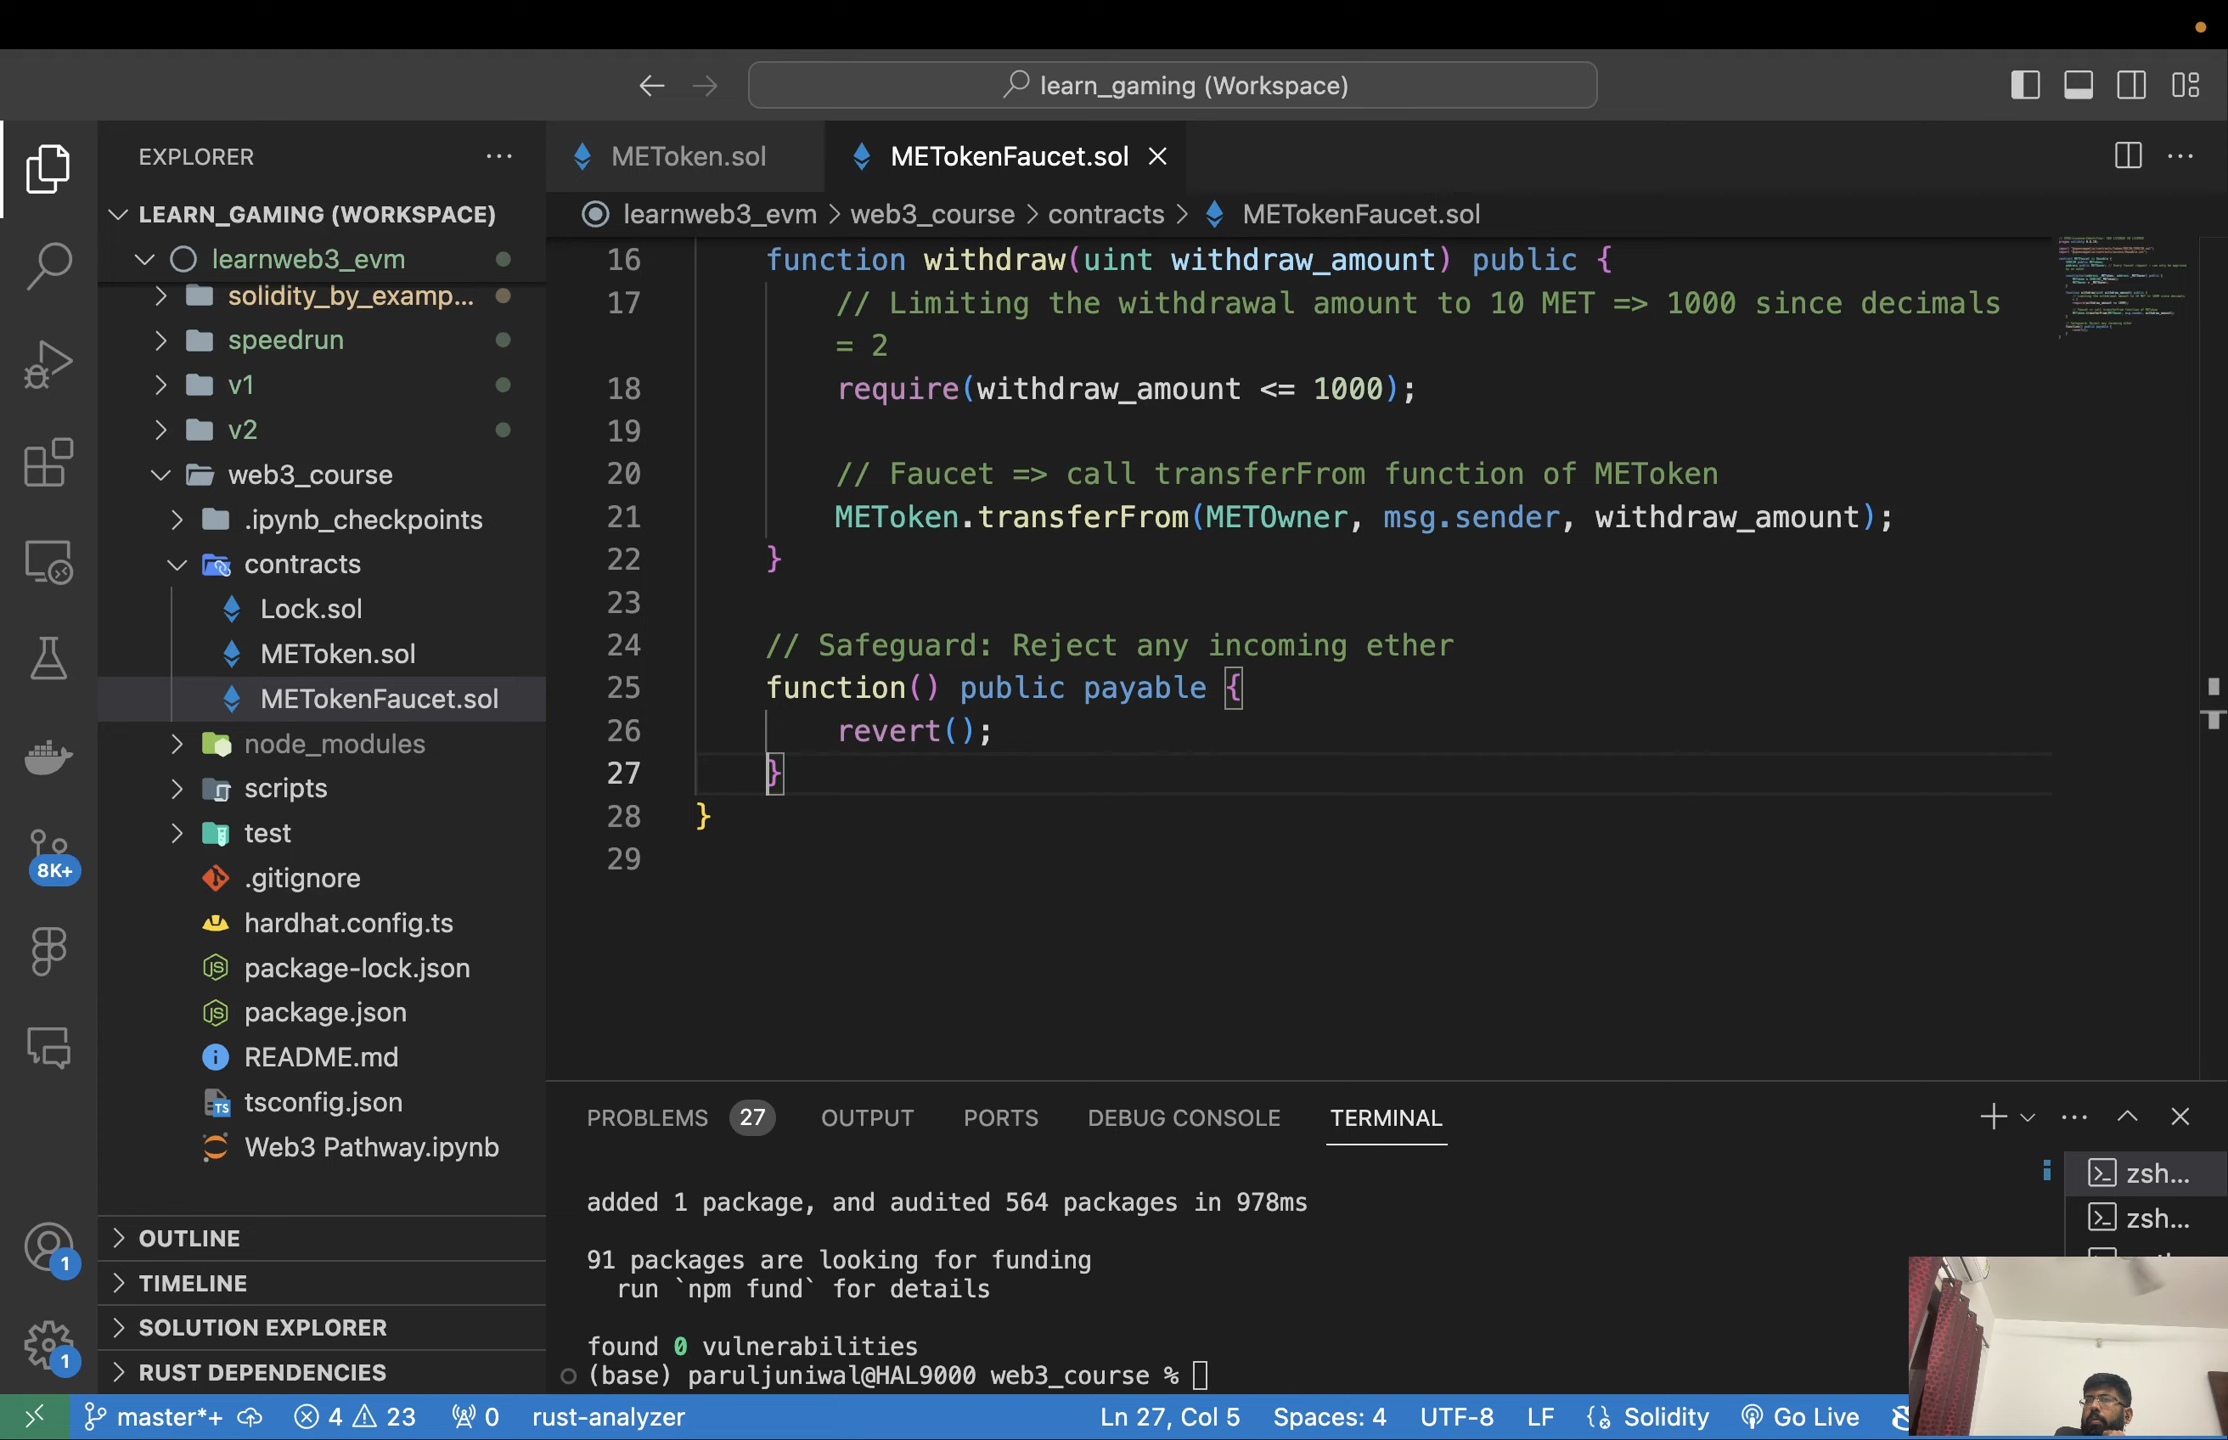 learn_gaming (Workspace)
EXPLORER
LEARN_GAMING (WORKSPACE)
learnweb3_evm
solidity_by_examp...
speedrun
v1
v2
web3_course
.ipynb_checkpoints
contracts
Lock.sol
METoken.sol
METokenFaucet.sol
node_modules
scripts
test
.gitignore
hardhat.config.ts
package-lock.json
package.json
README.md
tsconfig.json
Web3 Pathway.ipynb
OUTLINE
TIMELINE
SOLUTION EXPLORER
RUST DEPENDENCIES
8K+
1
1
METoken.sol
METokenFaucet.sol
learnweb3_evm > web3_course > contracts > METokenFaucet.sol
16 function withdraw(uint withdraw_amount) public {
17 // Limiting the withdrawal amount to 10 MET => 1000 since decimals
= 2
18 require(withdraw_amount <= 1000);
19
20 // Faucet => call transferFrom function of METoken
21 METoken.transferFrom(METOwner, msg.sender, withdraw_amount);
22 }
23
24 // Safeguard: Reject any incoming ether
25 function() public payable {
26 revert();
27 }
28 }
29
PROBLEMS 27 OUTPUT PORTS DEBUG CONSOLE TERMINAL
added 1 package, and audited 564 packages in 978ms
91 packages are looking for funding
run `npm fund` for details
found 0 vulnerabilities
(base) paruljuniwal@HAL9000 web3_course %
zsh...
zsh...
master*+ 4 23 0 rust-analyzer Ln 27, Col 5 Spaces: 4 UTF-8 LF Solidity Go Live